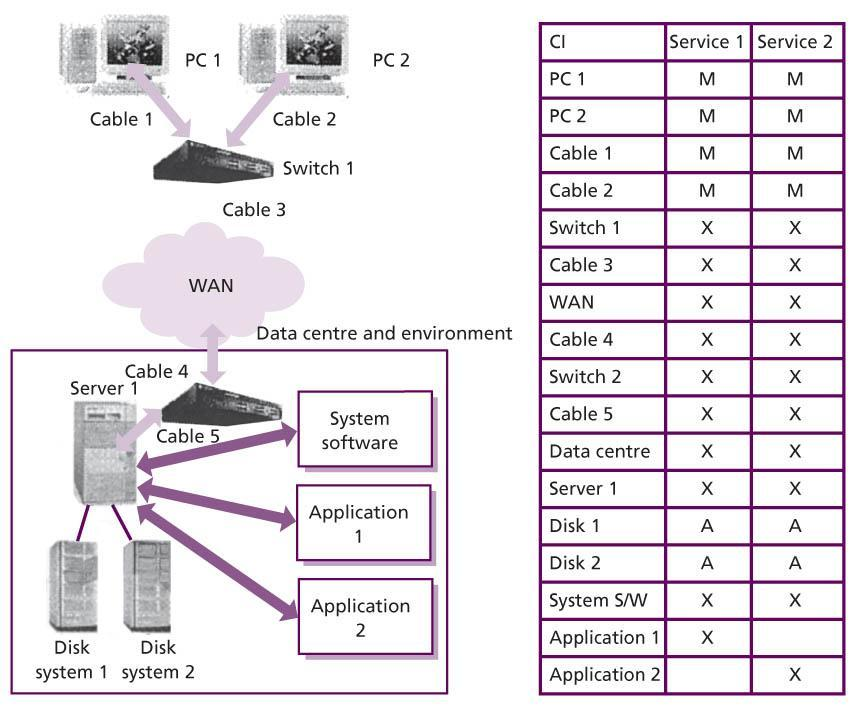 PC 1
PC 2
Cable 1
Cable 2
Switch 1
Cable 3
WAN
Data centre and environment
Cable 4
Server 1
Cable 5
System
software
Application
1
Application
2
Disk
system 1
Disk
system 2
CI Service 1 Service 2
PC 1 M M
PC 2 M M
Cable 1 M M
Cable 2 M M
Switch 1 X X
Cable 3 X X
WAN X X
Cable 4 X X
Switch 2 X X
Cable 5 X X
Data centre X X
Server 1 X X
Disk 1 A A
Disk 2 A A
System S/W X X
Application 1 X
Application 2 X